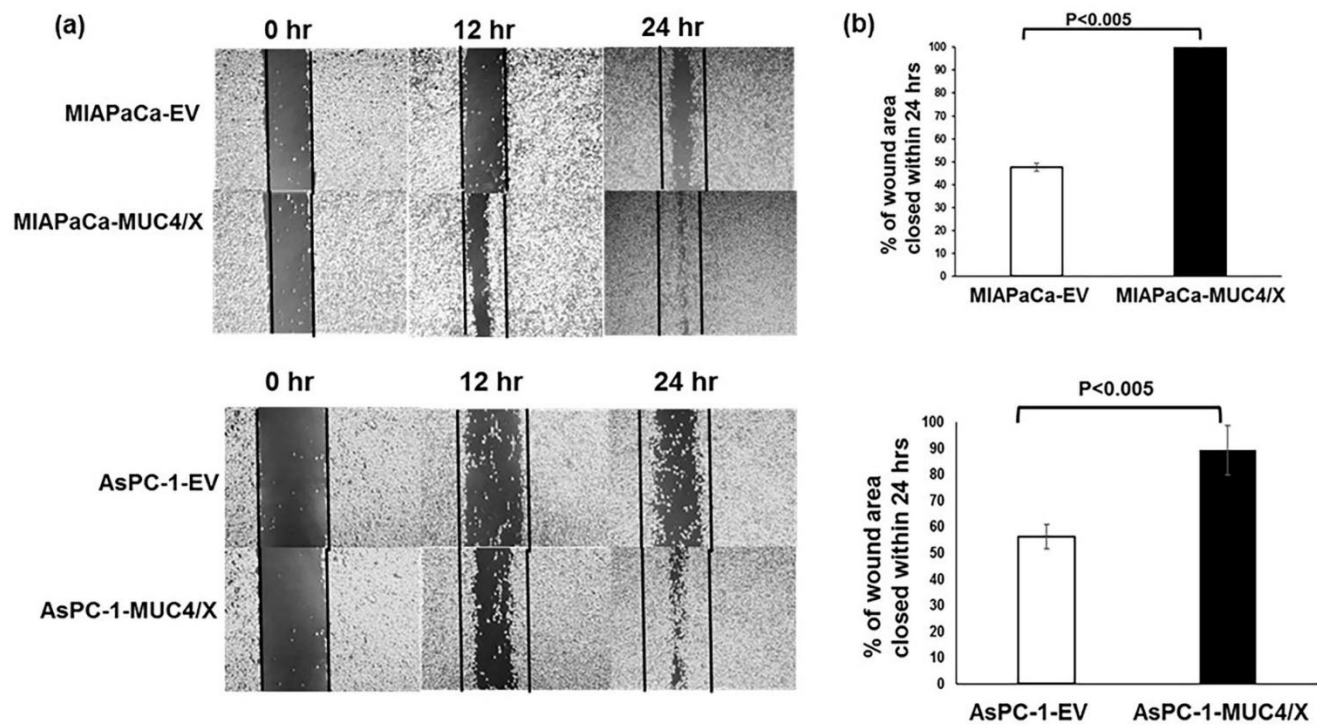 (a)
0 hr
12 hr
24 hr
MIAPaCa-EV
MIAPaCa-MUC4/X
0 hr
12 hr
24 hr
AsPC-1-EV
AsPC-1-MUC4/X
(b)
P<0.005
% of wound area
closed within 24 hrs
100
90
80
70
60
50
40
30
20
10
0
MIAPaCa-EV
MIAPaCa-MUC4/X
P<0.005
% of wound area
closed within 24 hrs
100
90
80
70
60
50
40
30
20
10
0
AsPC-1-EV
AsPC-1-MUC4/X